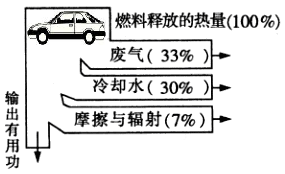 燃料释放的热量(100%)
废气(33%)
冷却水(30%)
摩擦与辐射(7%)
输出有用功